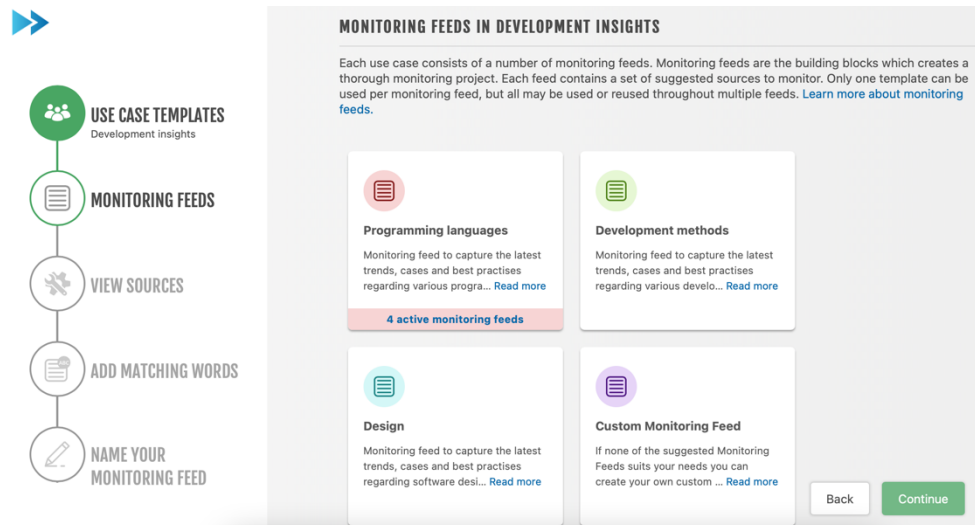 MONITORING FEEDS IN DEVELOPMENT INSIGHTS
Each use case consists of a number of monitoring feeds. Monitoring feeds are the building blocks which creates a
thorough monitoring project. Each feed contains a set of suggested sources to monitor. Only one template can be
used per monitoring feed, but all may be used or reused throughout multiple feeds. Learn more about monitoring
feeds.
USE CASE TEMPLATES
Development insights
MONITORING FEEDS
VIEW SOURCES
ADD MATCHING WORDS
NAME YOUR
MONITORING FEED
Programming languages
Monitoring feed to capture the latest
trends, cases and best practises
regarding various progra... Read more
4 active monitoring feeds
Development methods
Monitoring feed to capture the latest
trends, cases and best practises
regarding various develo... Read more
Design
Monitoring feed to capture the latest
trends, cases and best practises
regarding software desi... Read more
Custom Monitoring Feed
If none of the suggested Monitoring
Feeds suits your needs you can
create your own custom ... Read more
Back
Continue